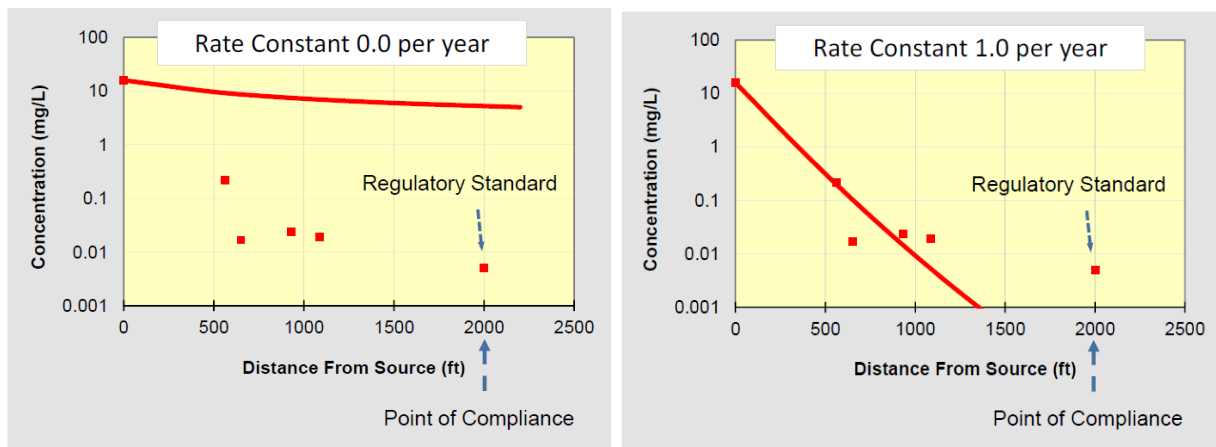 Rate Constant 0.0 per year
100
10
1
0.1
0.01
0.001
Concentration (mg/L)
Regulatory Standard
0 500 1000 1500 2000 2500
Distance From Source (ft)
Point of Compliance
Rate Constant 1.0 per year
100
10
1
0.1
0.01
0.001
Concentration (mg/L)
Regulatory Standard
0 500 1000 1500 2000 2500
Distance From Source (ft)
Point of Compliance